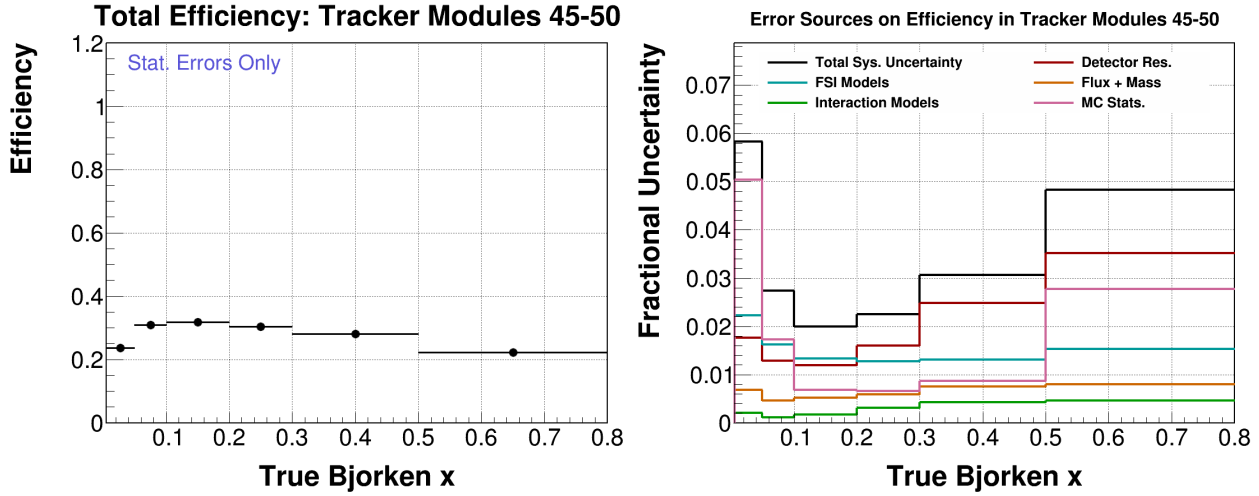 Total Efficiency: Tracker Modules 45-50
Stat. Errors Only
Efficiency
1.2
1
0.8
0.6
0.4
0.2
0
0.1 0.2 0.3 0.4 0.5 0.6 0.7 0.8
True Bjorken x
Error Sources on Efficiency in Tracker Modules 45-50
Total Sys. Uncertainty
FSI Models
Interaction Models
Detector Res.
Flux + Mass
MC Stats.
Fractional Uncertainty
0.07
0.06
0.05
0.04
0.03
0.02
0.01
0
0.1 0.2 0.3 0.4 0.5 0.6 0.7 0.8
True Bjorken x